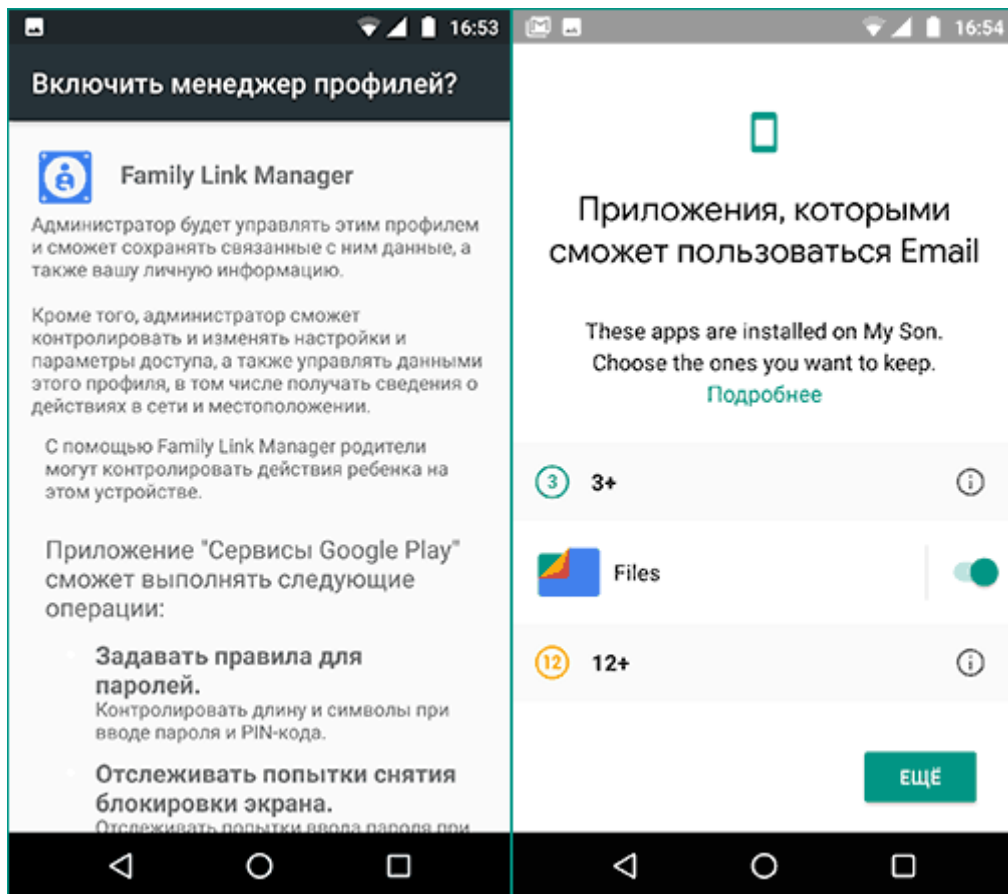 16:53
Включить менеджер профилей?
Family Link Manager
Администратор будет управлять этим профилем
и сможет сохранять связанные с ним данные, а
также вашу личную информацию.
Кроме того, администратор сможет
контролировать и изменять настройки и
параметры доступа, а также управлять данными
этого профиля, в том числе получать сведения о
действиях в сети и местоположении.
С помощью Family Link Manager родители
могут контролировать действия ребенка на
этом устройстве.
Приложение "Сервисы Google Play"
сможет выполнять следующие
операции:
Задавать правила для
паролей.
Контролировать длину и символы при
вводе пароля и PIN-кода.
Отслеживать попытки снятия
блокировки экрана.
Отслеживать попытки ввода пароля при
16:54
Приложения, которыми
сможет пользоваться Email
These apps are installed on My Son.
Choose the ones you want to keep.
Подробнее
3 3+
Files
12 12+
ЕЩЁ